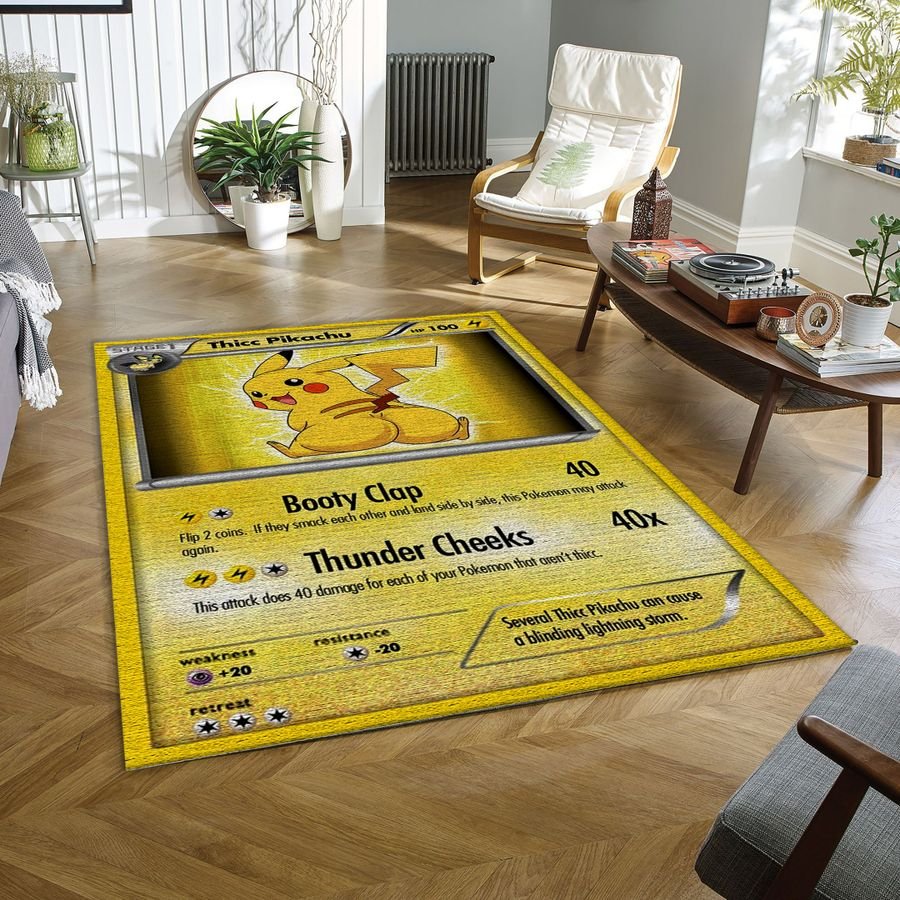 STAGE 1
Thicc Pikachu
HP 100
Booty Clap
40
Flip 2 coins. If they smack each other and land side by side, this Pokemon may attack
again.
Thunder Cheeks
40x
This attack does 40 damage for each of your Pokemon that aren't thicc.
Several Thicc Pikachu can cause
a blinding lightning storm.
weakness
+20
resistance
-20
retreat